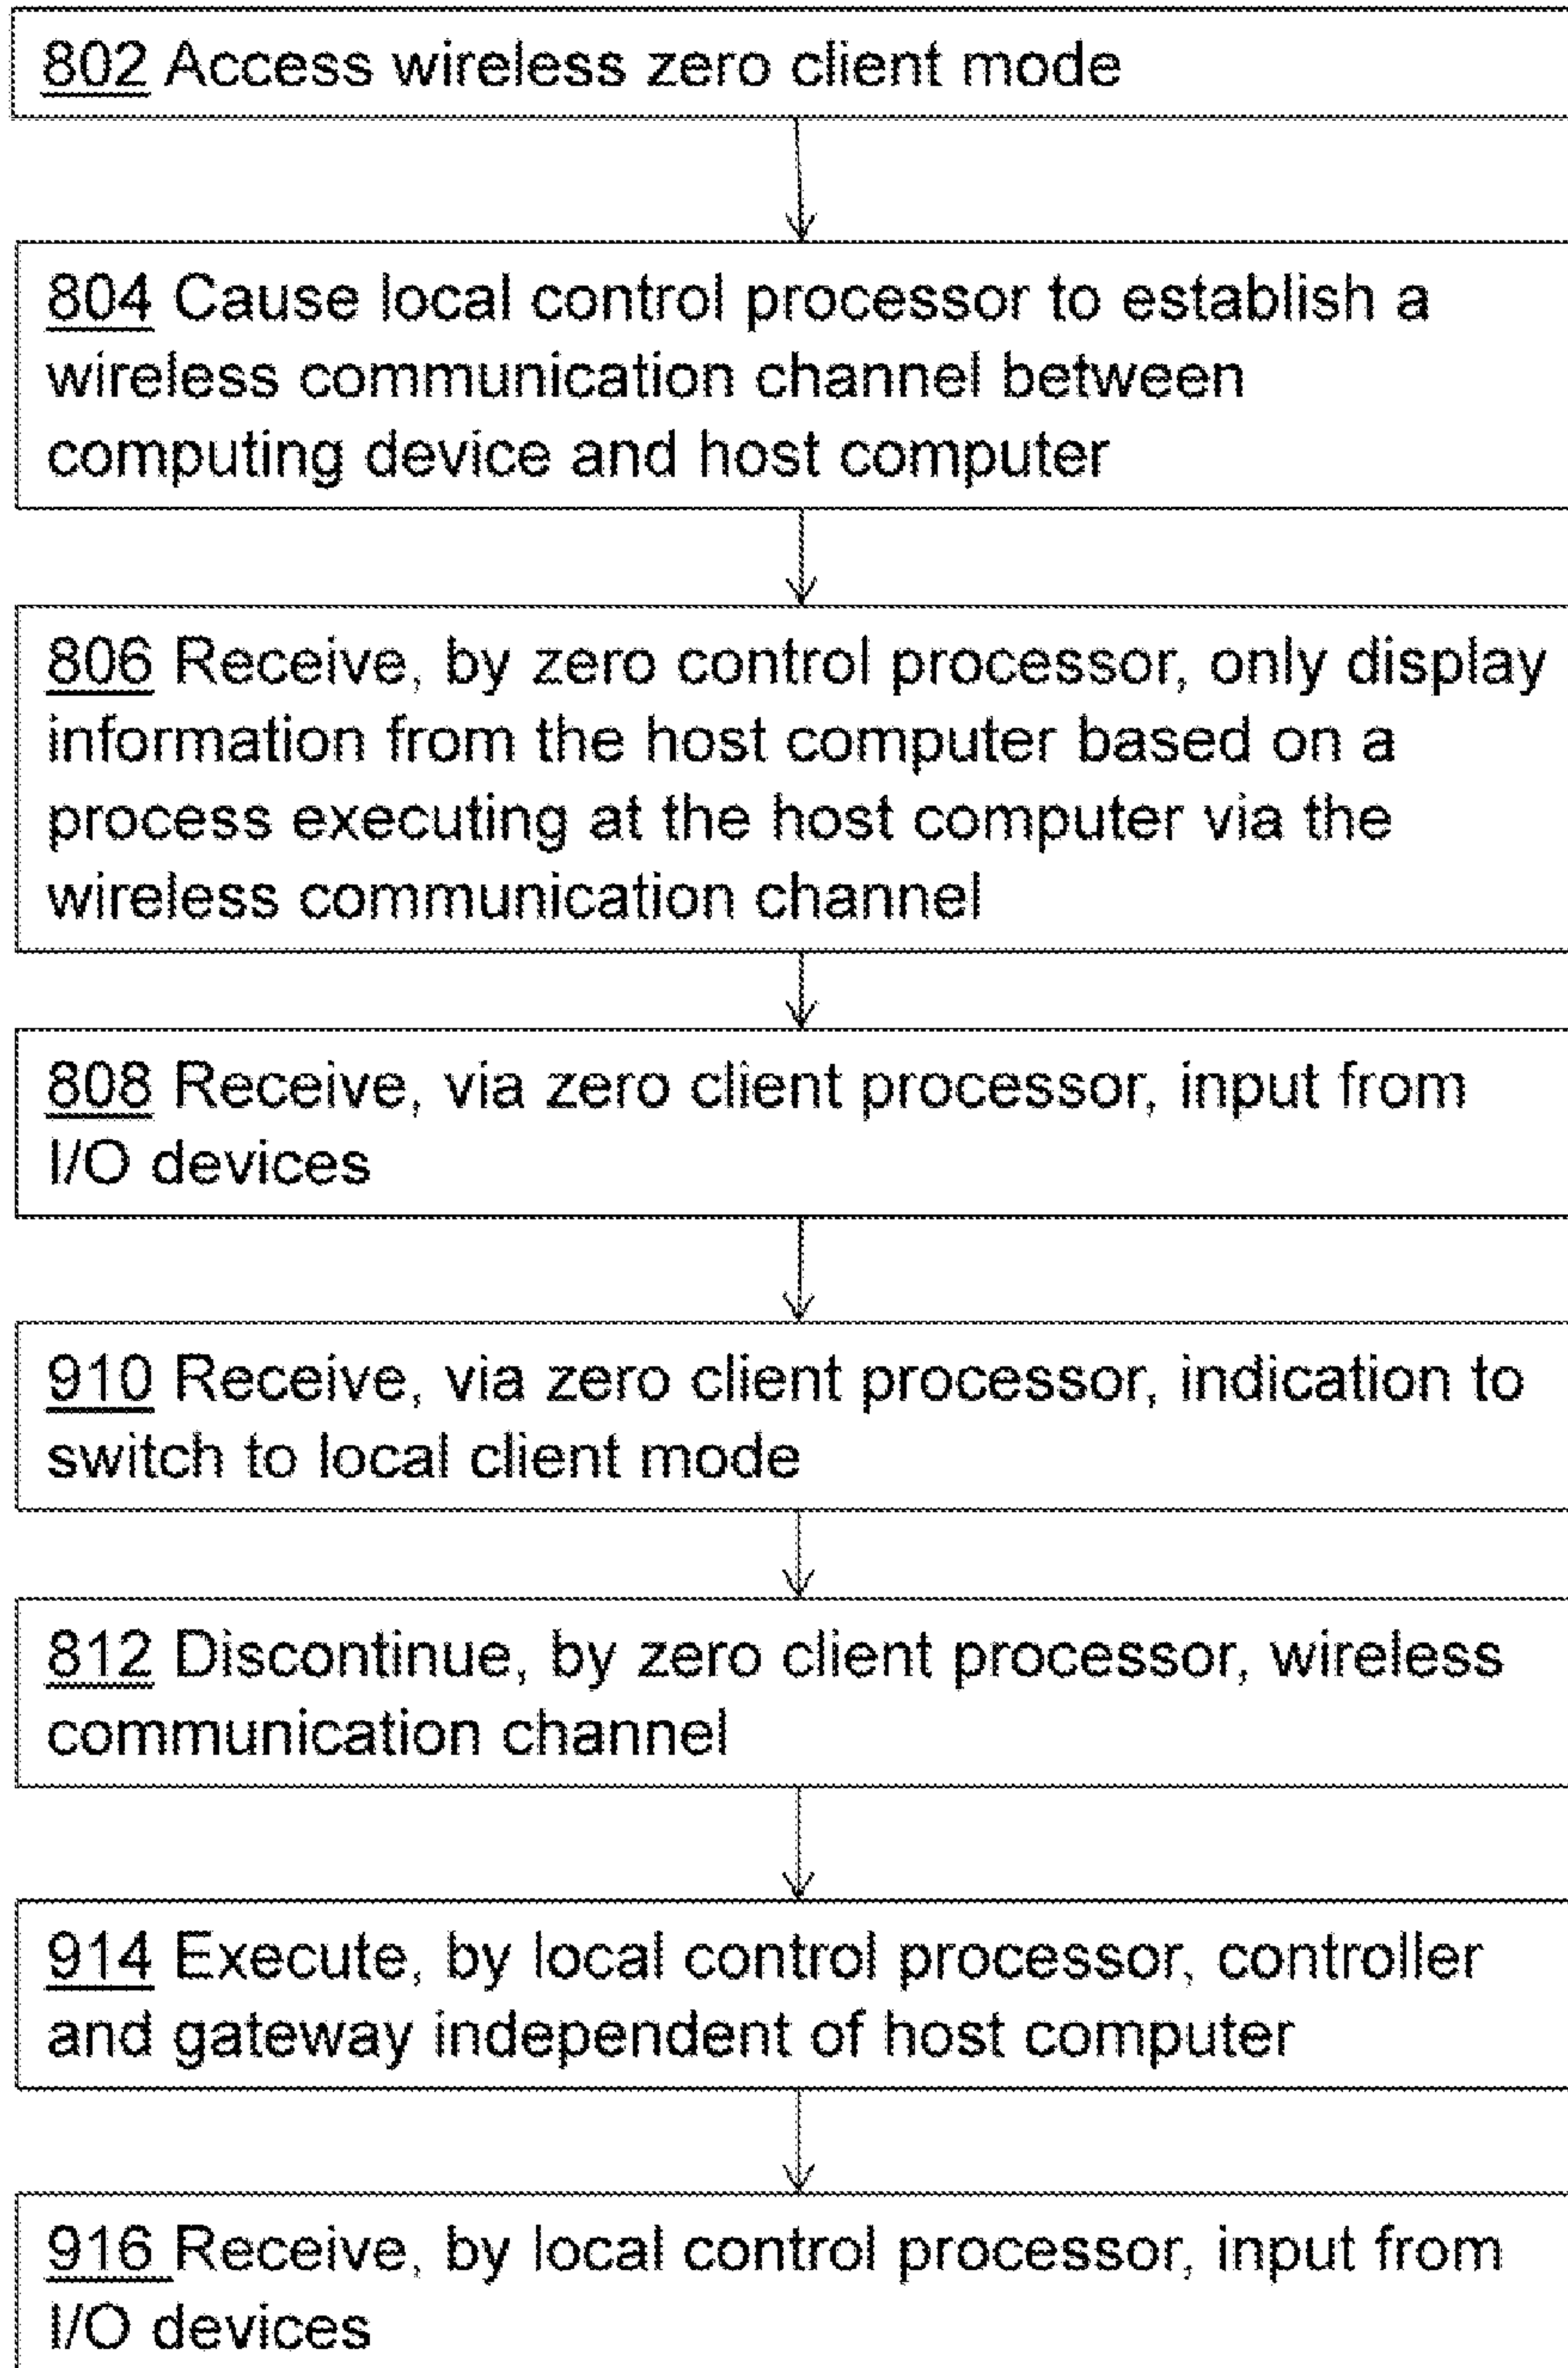 802 Access wireless zero client mode
804 Cause local control processor to establish a
wireless communication channel between
computing device and host computer
806 Receive, by zero control processor, only display
information from the host computer based on a
process executing at the host computer via the
wireless communication channel
808 Receive, via zero client processor, input from
I/O devices
910 Receive, via zero client processor, indication to
switch to local client mode
812 Discontinue, by zero client processor, wireless
communication channel
914 Execute, by local control processor, controller
and gateway independent of host computer
916 Receive, by local control processor, input from
I/O devices